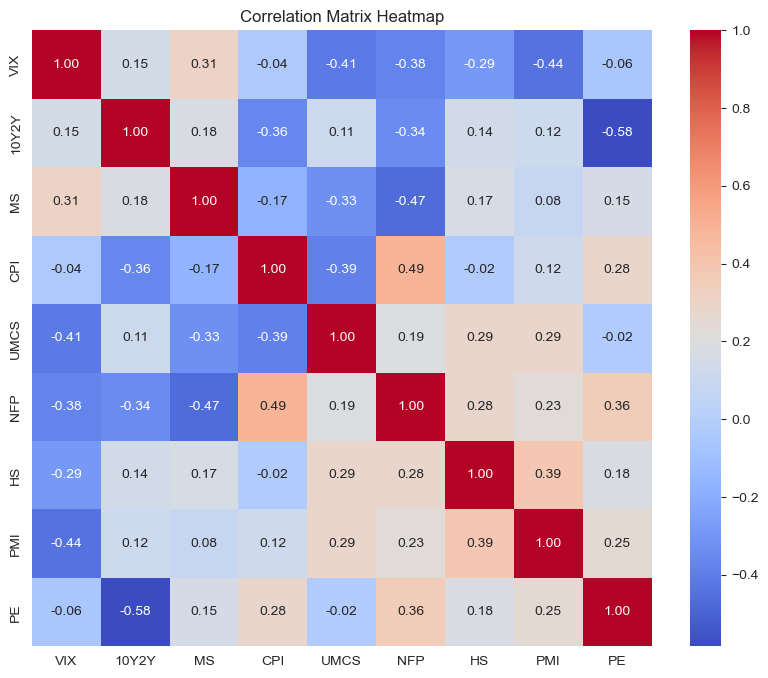 Correlation Matrix Heatmap
VIX 1.00 0.15 0.31 -0.04 -0.41 -0.38 -0.29 -0.44 -0.06
10Y2Y 0.15 1.00 0.18 -0.36 0.11 -0.34 0.14 0.12 -0.58
MS 0.31 0.18 1.00 -0.17 -0.33 -0.47 0.17 0.08 0.15
CPI -0.04 -0.36 -0.17 1.00 -0.39 0.49 -0.02 0.12 0.28
UMCS -0.41 0.11 -0.33 -0.39 1.00 0.19 0.29 0.29 -0.02
NFP -0.38 -0.34 -0.47 0.49 0.19 1.00 0.28 0.23 0.36
HS -0.29 0.14 0.17 -0.02 0.29 0.28 1.00 0.39 0.18
PMI -0.44 0.12 0.08 0.12 0.29 0.23 0.39 1.00 0.25
PE -0.06 -0.58 0.15 0.28 -0.02 0.36 0.18 0.25 1.00
VIX 10Y2Y MS CPI UMCS NFP HS PMI PE
1.0
0.8
0.6
0.4
0.2
0.0
−0.2
−0.4